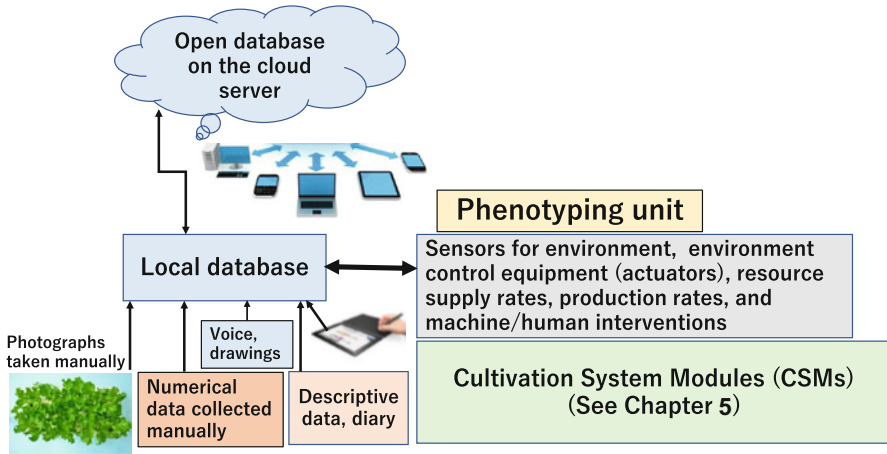 Open database
on the cloud
server
Phenotyping unit
Local database
Sensors for environment, environment
control equipment (actuators), resource
supply rates, production rates, and
machine/human interventions
Photographs
taken manually
Voice,
drawings
Numerical
data collected
manually
Descriptive
data, diary
Cultivation System Modules (CSMs)
(See Chapter 5)